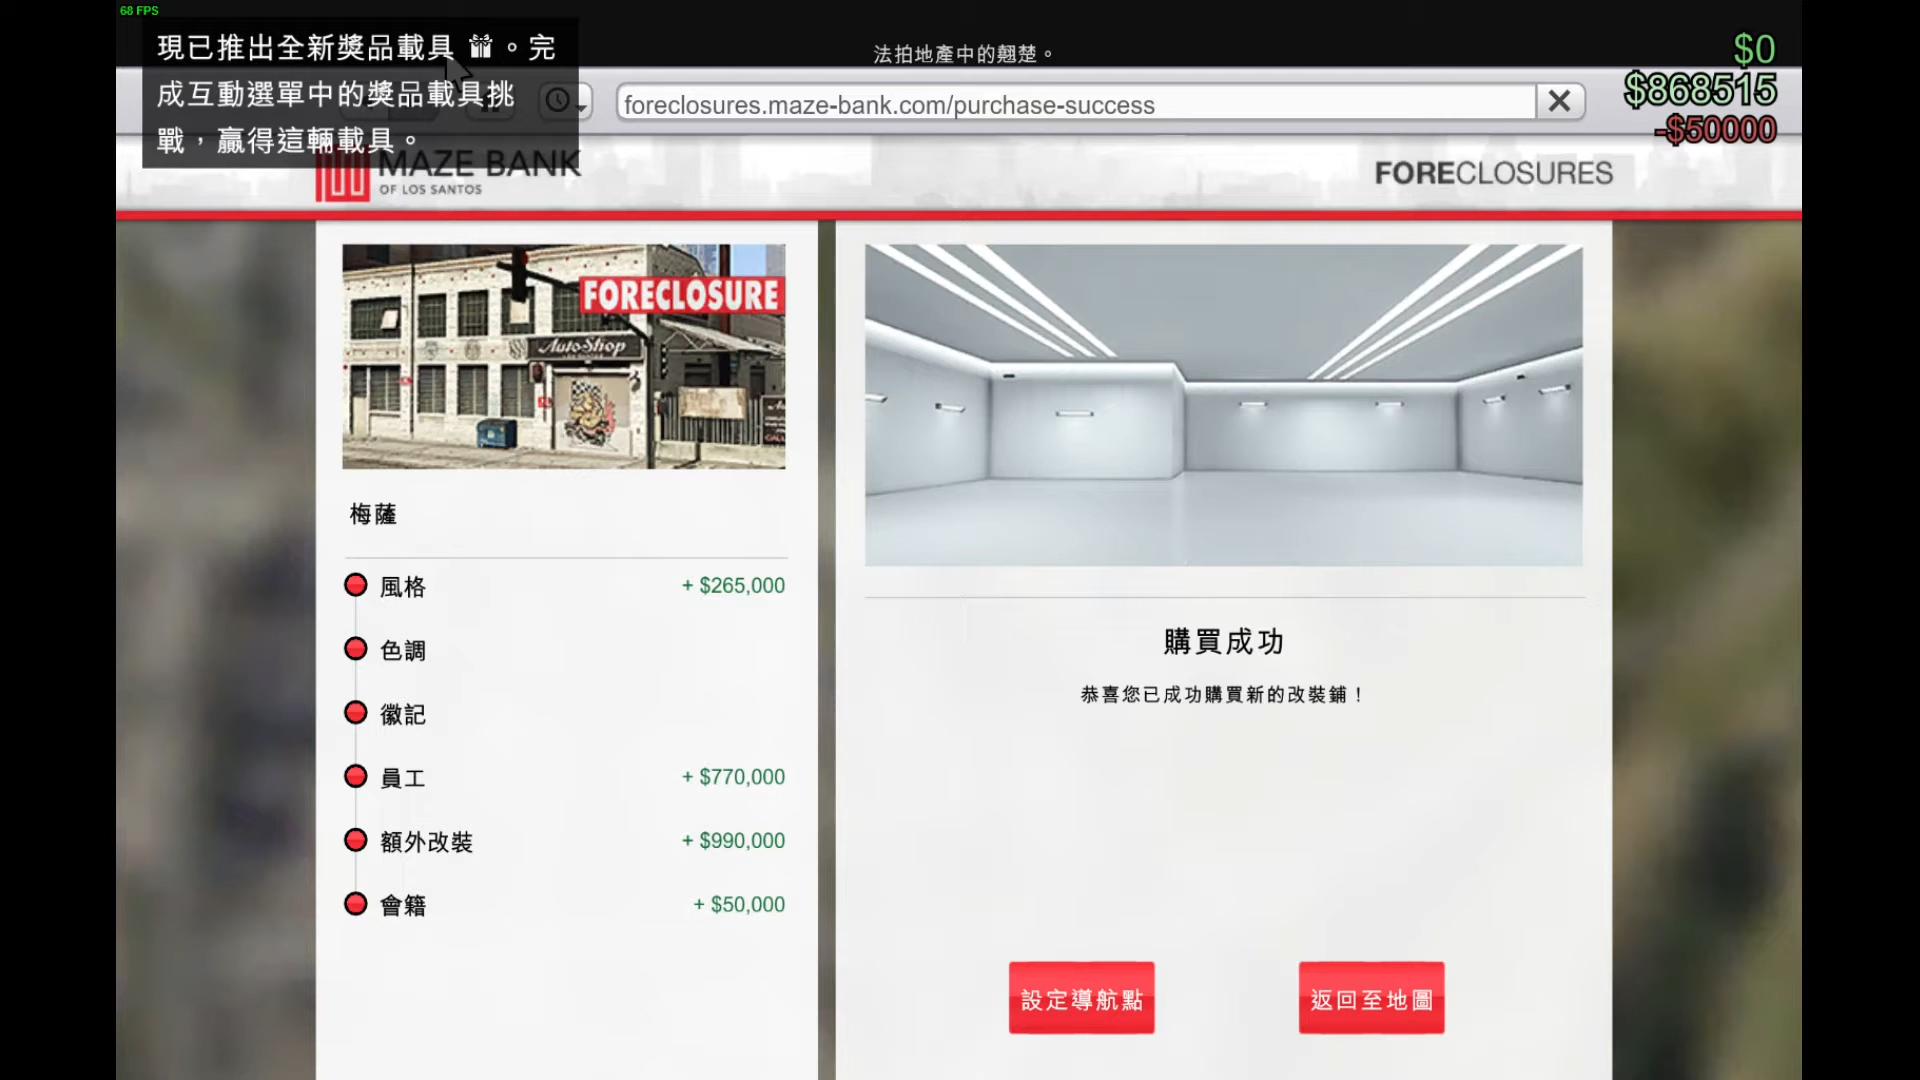 68 FPS
現已推出全新獎品載具 。完
成互動選單中的獎品載具挑
戰，贏得這輛載具。
法拍地產中的翹楚。
$0
$868515
-$50000
foreclosures.maze-bank.com/purchase-success
MAZE BANK
OF LOS SANTOS
FORECLOSURES
FORECLOSURE
AutoShop
梅薩
風格 + $265,000
色調
徽記
員工 + $770,000
額外改裝 + $990,000
會籍 + $50,000
購買成功
恭喜您已成功購買新的改裝鋪！
設定導航點
返回至地圖